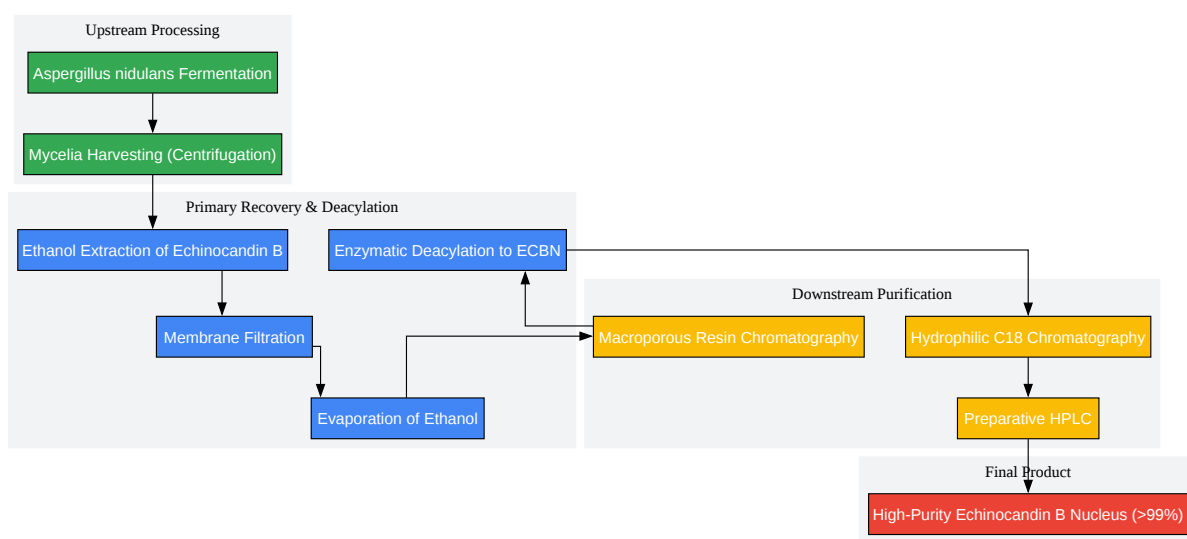 Upstream Processing
Aspergillus nidulans Fermentation
Mycelia Harvesting (Centrifugation)
Primary Recovery & Deacylation
Ethanol Extraction of Echinocandin B
Enzymatic Deacylation to ECBN
Membrane Filtration
Evaporation of Ethanol
Downstream Purification
Macroporous Resin Chromatography
Hydrophilic C18 Chromatography
Preparative HPLC
Final Product
High-Purity Echinocandin B Nucleus (>99%)